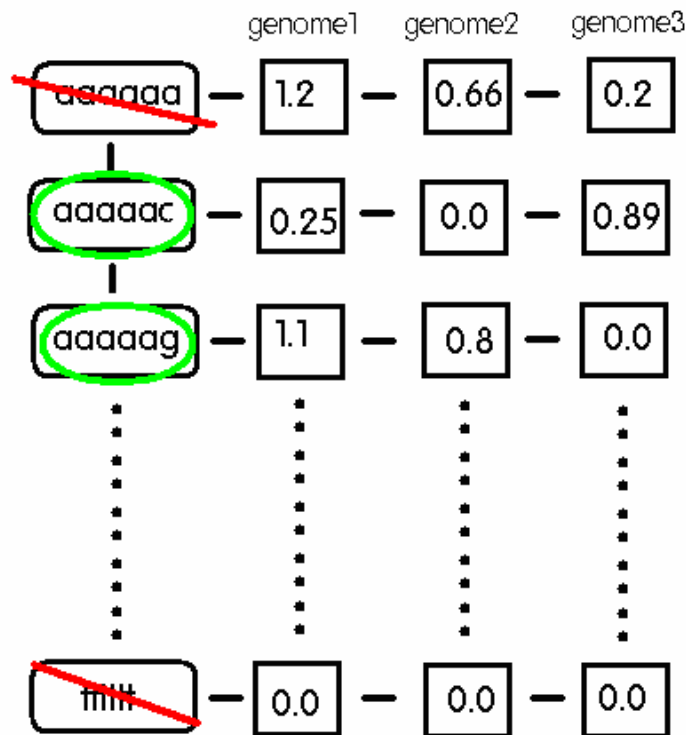 genome1 genome2 genome3
aaaaaa 1.2 0.66 0.2
aaaaac 0.25 0.0 0.89
aaaaag 1.1 0.8 0.0
tttttt 0.0 0.0 0.0